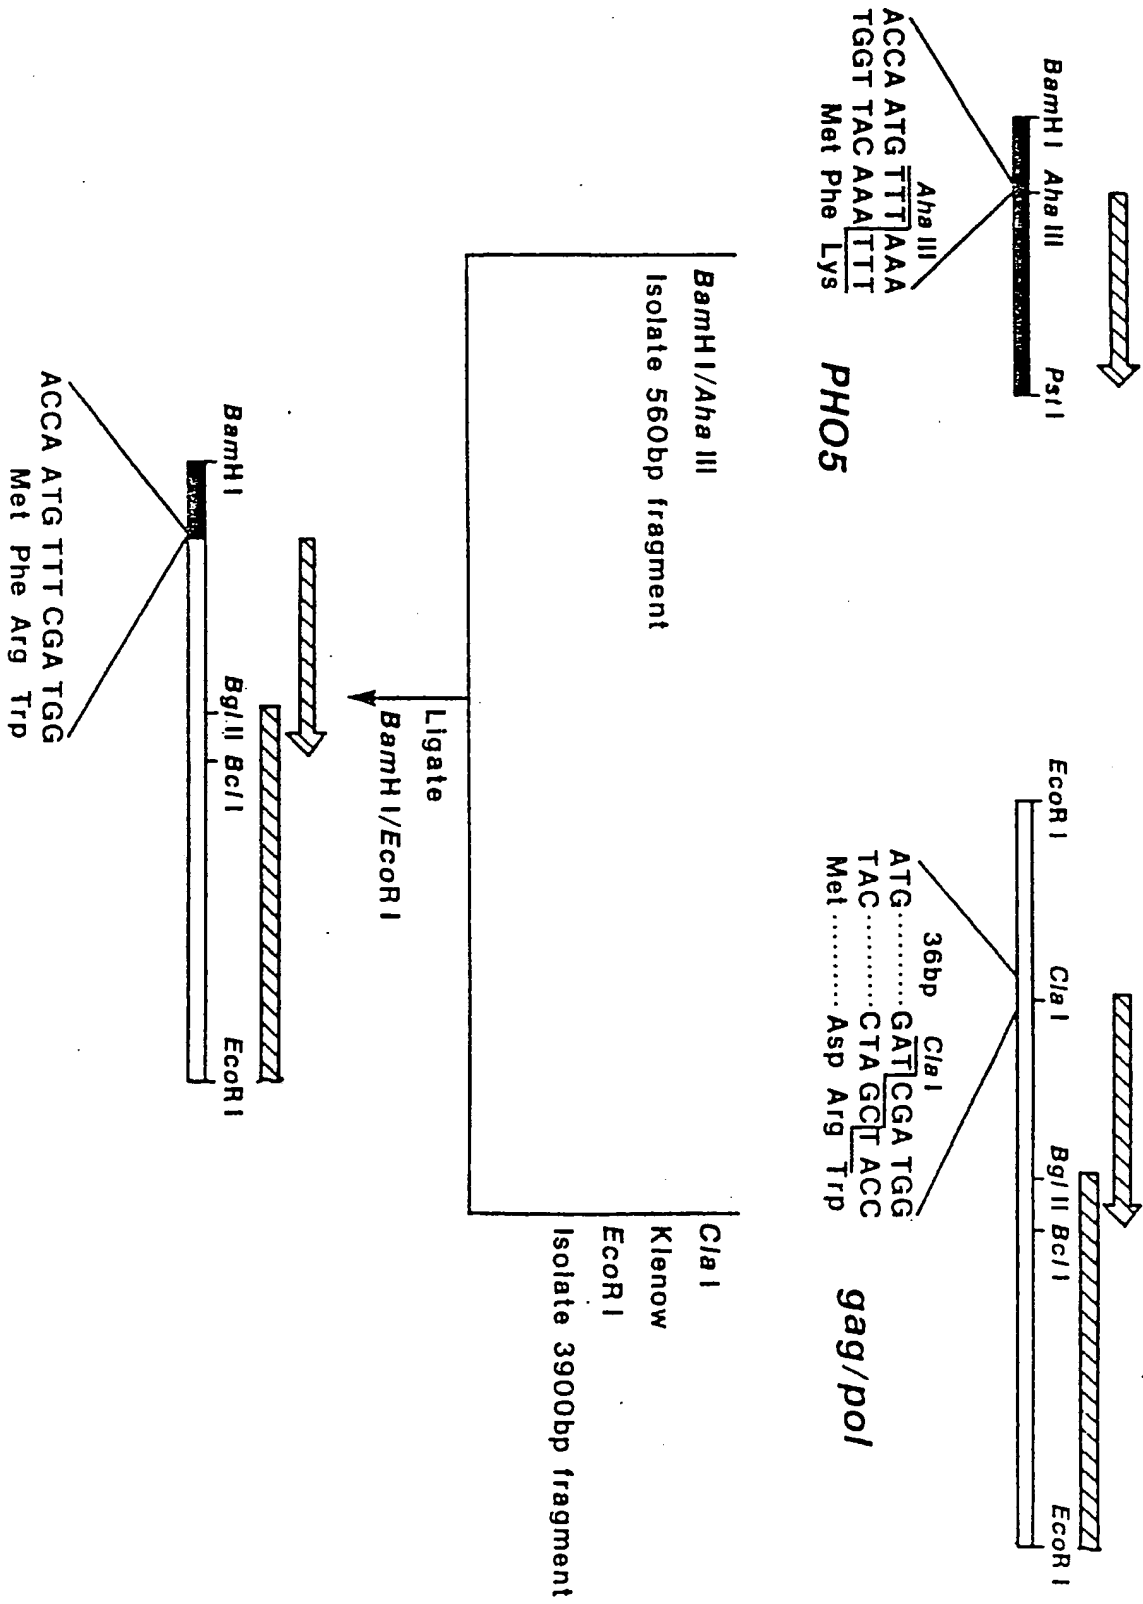 BamHI AhaIII PstI
AhaIII
ACCA ATG TTT AAA
TGGT TAC AAA TTT
Met Phe Lys
PHO5
EcoRI ClaI BglII BclI EcoRI
36bp ClaI
ATG..........GAT CGA TGG
TAC..........CTA GCT ACC
Met..........Asp Arg Trp
gag/pol
BamHI/AhaIII
Isolate 560bp fragment
ClaI
Klenow
EcoRI
Isolate 3900bp fragment
Ligate
BamHI/EcoRI
BamHI BglII BclI EcoRI
ACCA ATG TTT CGA TGG
Met Phe Arg Trp